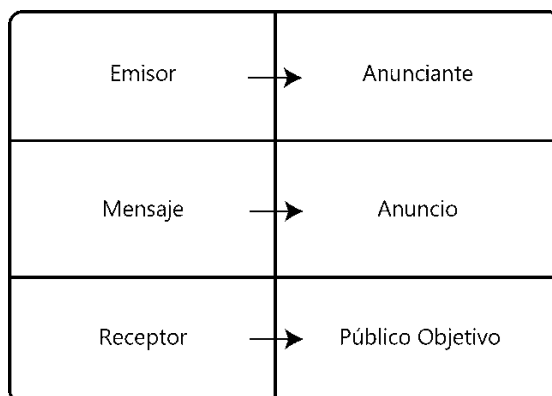 Emisor Anunciante
Mensaje Anuncio
Receptor Público Objetivo